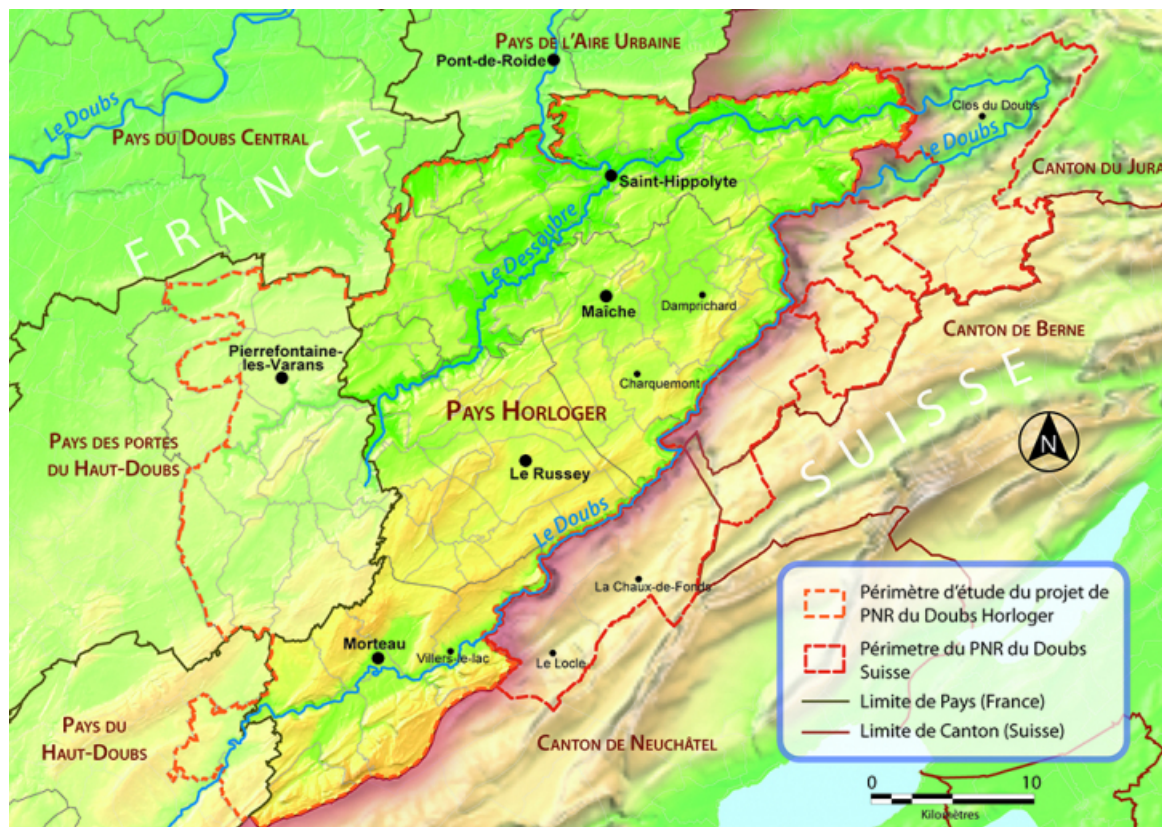 Pays de l'Aire Urbaine
Pont-de-Roide
Le Doubs
Pays du Doubs Central
FRANCE
Clos du Doubs
Le Doubs
Canton du Jura
Saint-Hippolyte
Le Dessoubre
Maîche
Damprichard
Canton de Berne
Pierrefontaine-
les-Varans
Charquemont
Pays Horloger
SUISSE
Pays des portes
du Haut-Doubs
Le Russey
N
Le Doubs
La Chaux-de-Fonds
Morteau
Villers-le-lac
Le Locle
Pays du
Haut-Doubs
Canton de Neuchâtel
Périmètre d'étude du projet de
PNR du Doubs Horloger
Périmetre du PNR du Doubs
Suisse
Limite de Pays (France)
Limite de Canton (Suisse)
0 10
Kilomètres